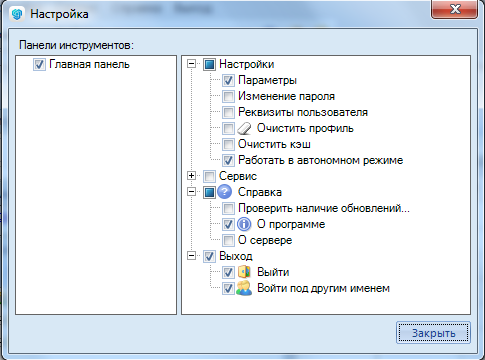 Настройка
Панели инструментов:
Главная панель
Настройки
Параметры
Изменение пароля
Реквизиты пользователя
Очистить профиль
Очистить кэш
Работать в автономном режиме
Сервис
Справка
Проверить наличие обновлений...
О программе
О сервере
Выход
Выйти
Войти под другим именем
Закрыть